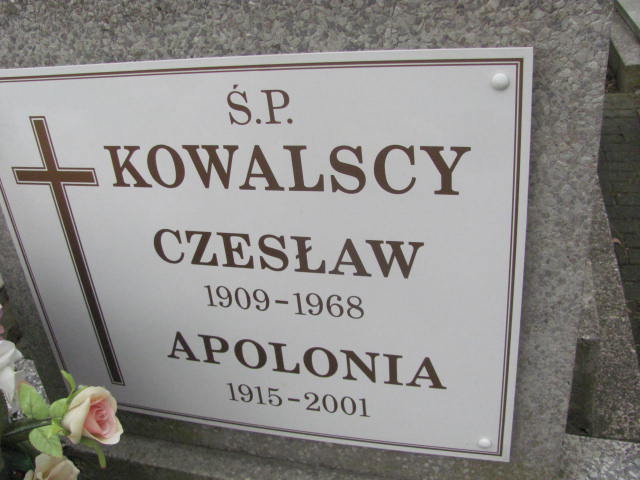 Ś.P.
KOWALSCY
CZESŁAW
1909-1968
APOLONIA
1915-2001